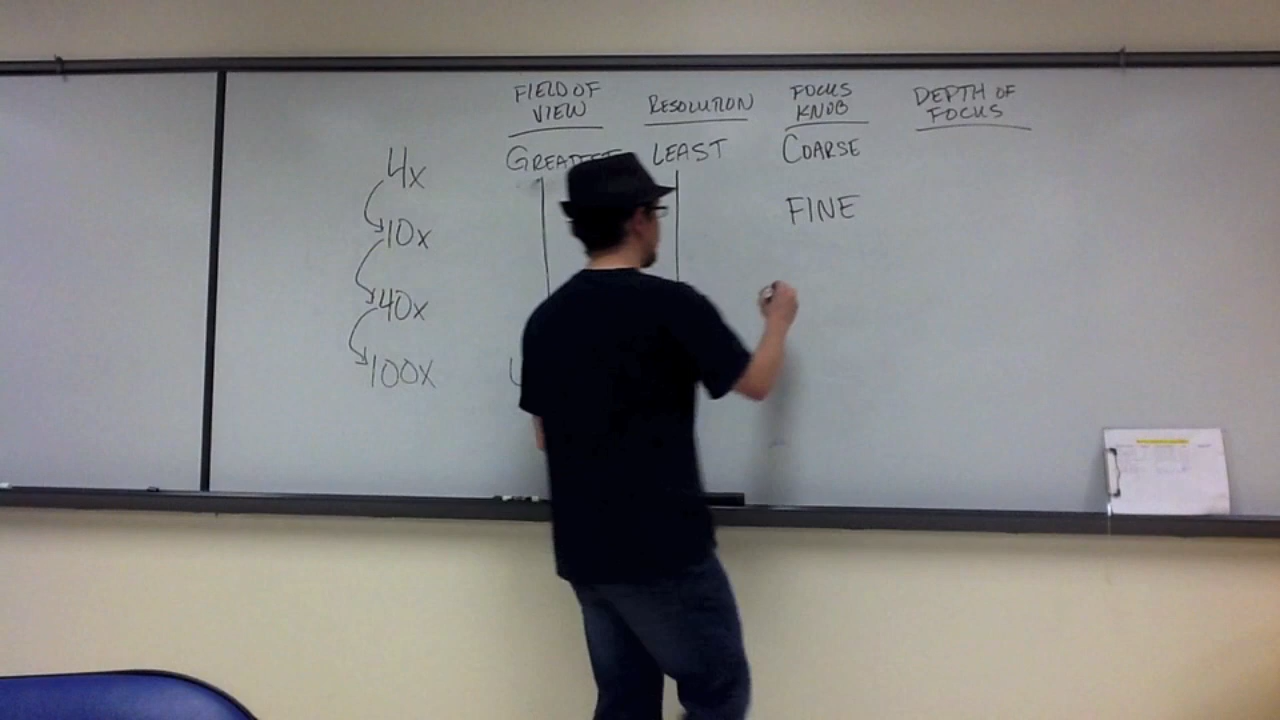 FIELD OF
VIEW
RESOLUTION
FOCUS
KNOB
DEPTH OF
FOCUS
4x
LEAST
COARSE
10x
FINE
40x
100x